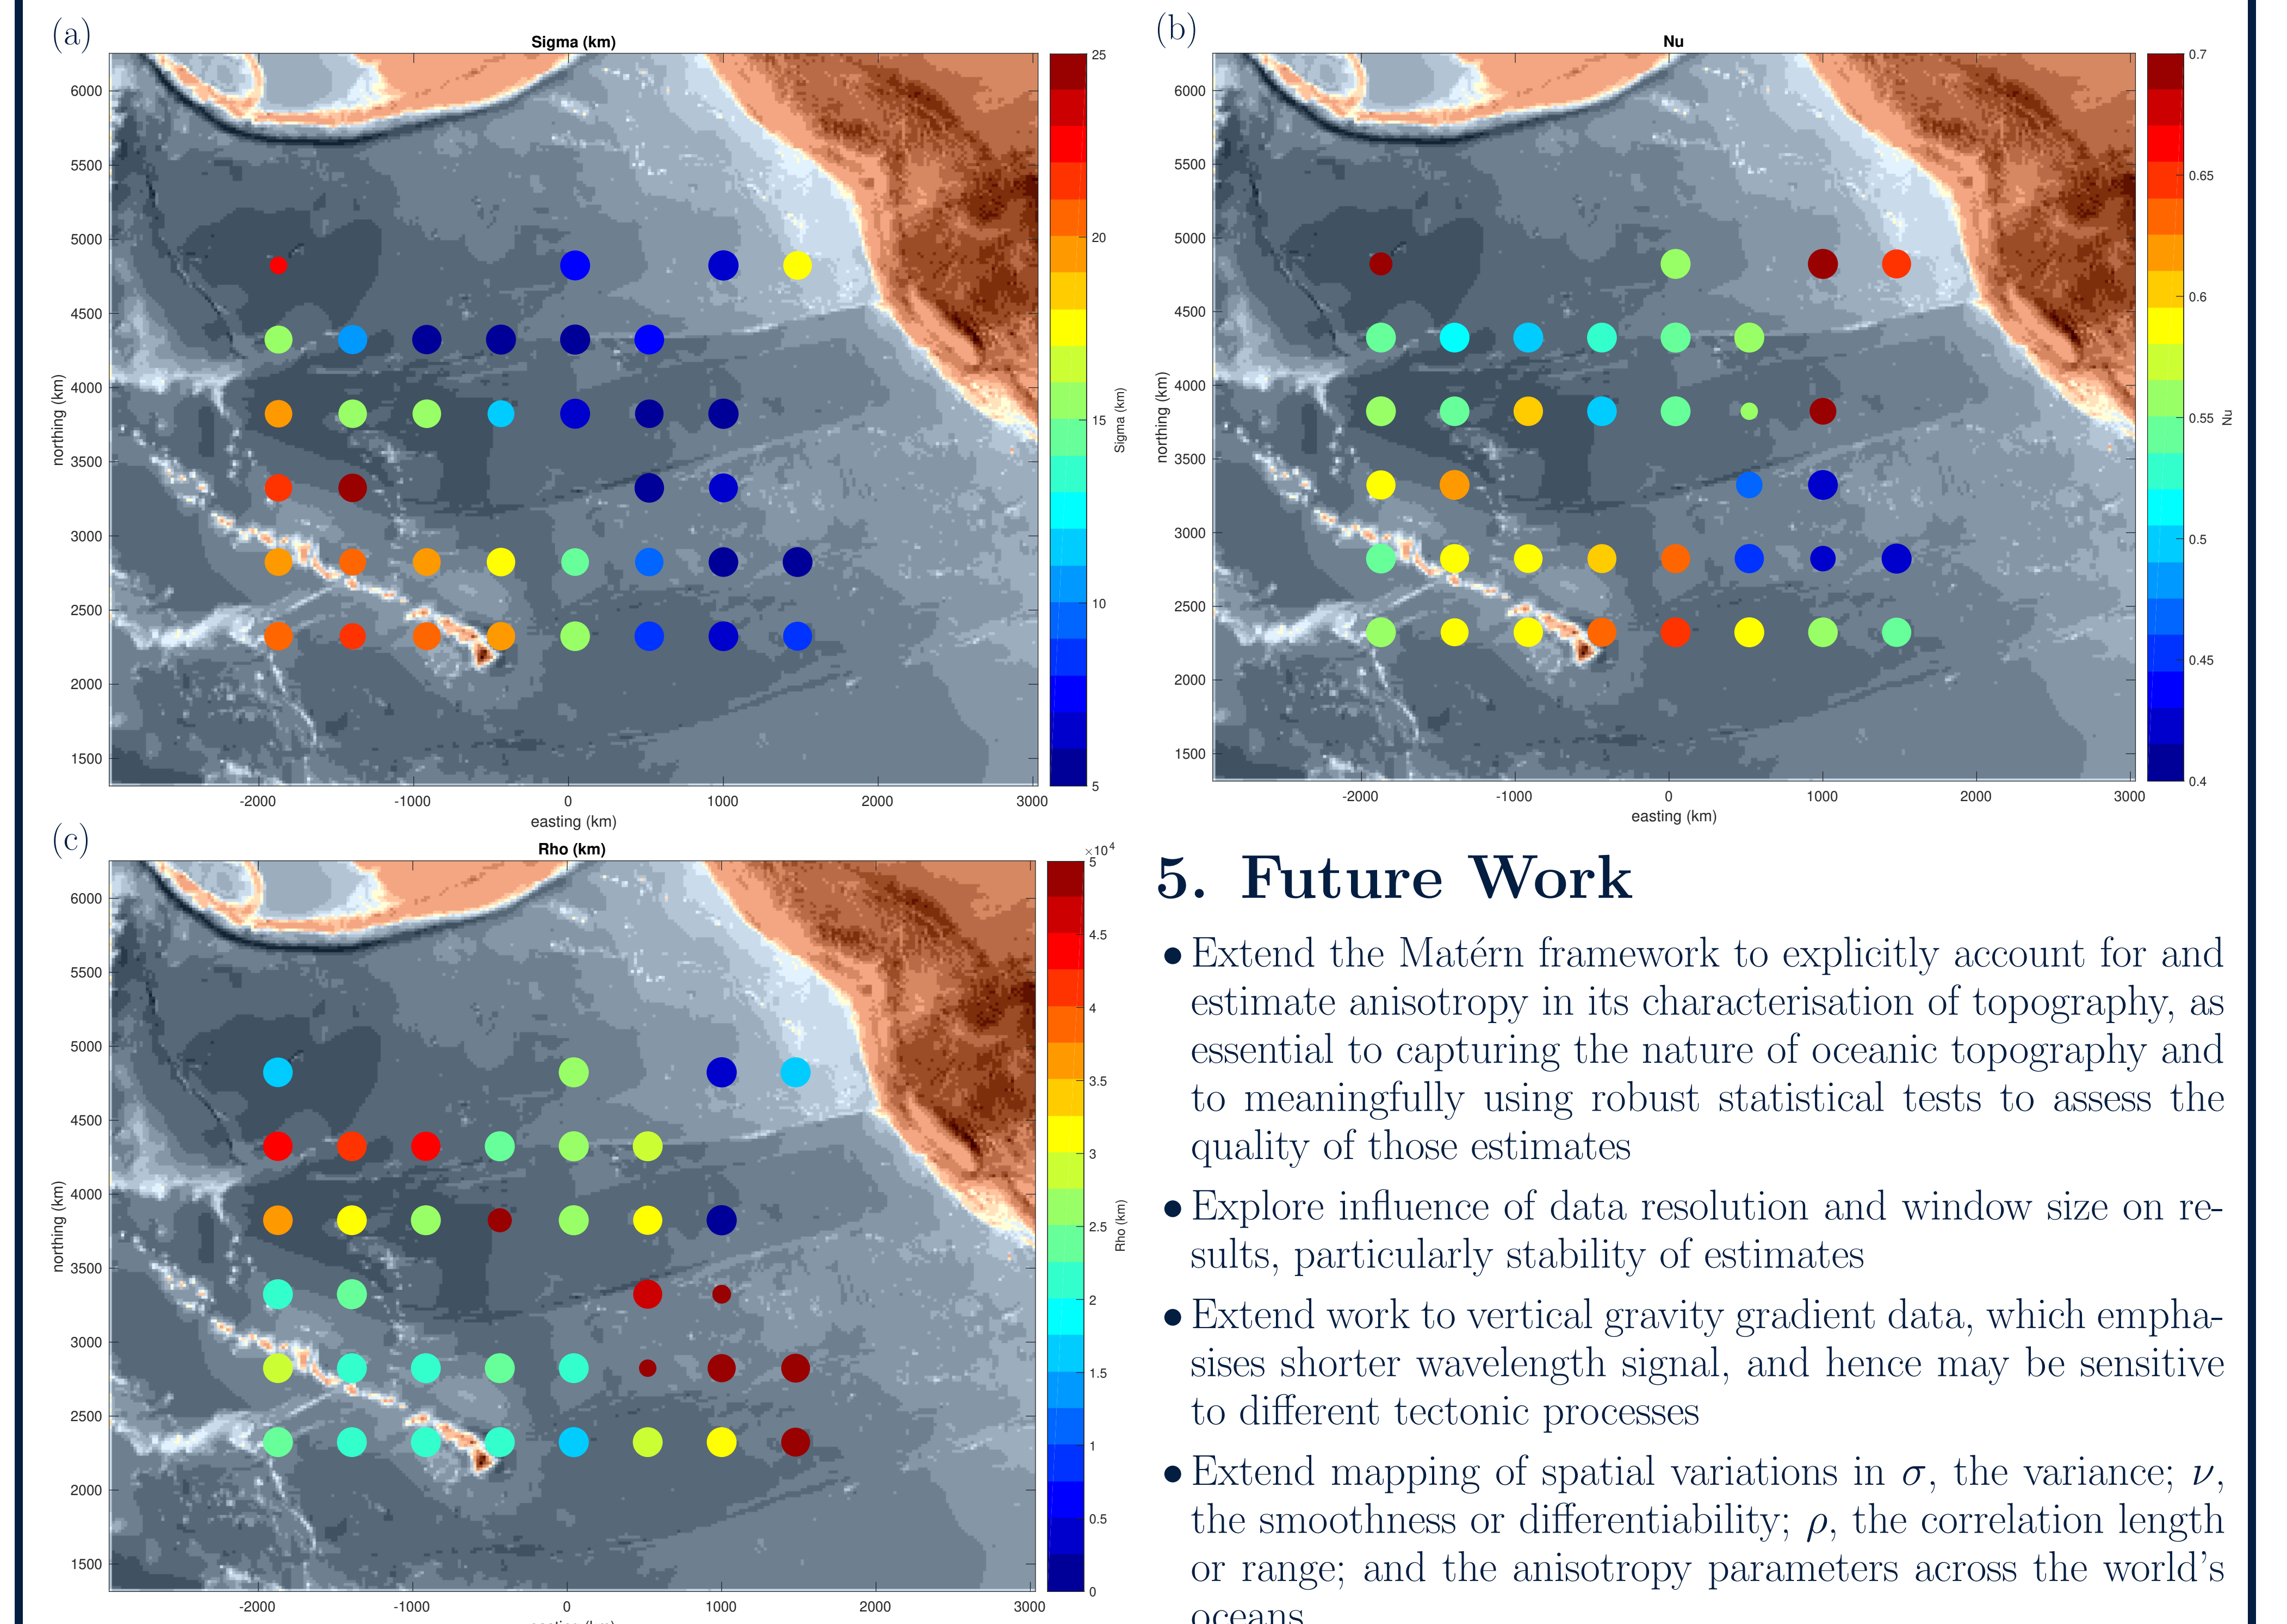 (a)
Sigma (km)
6000
5500
5000
4500
4000
3500
3000
2500
2000
1500
northing (km)
-2000 -1000 0 1000 2000 3000
easting (km)
25
20
15
10
5
Sigma (km)
(b)
Nu
6000
5500
5000
4500
4000
3500
3000
2500
2000
1500
northing (km)
-2000 -1000 0 1000 2000 3000
easting (km)
0.7
0.65
0.6
0.55
0.5
0.45
0.4
Nu
(c)
Rho (km)
6000
5500
5000
4500
4000
3500
3000
2500
2000
1500
northing (km)
-2000 -1000 0 1000 2000 3000
easting (km)
×10⁴
5
4.5
4
3.5
3
2.5
2
1.5
1
0.5
0
Rho (km)
5. Future Work
• Extend the Matérn framework to explicitly account for and
estimate anisotropy in its characterisation of topography, as
essential to capturing the nature of oceanic topography and
to meaningfully using robust statistical tests to assess the
quality of those estimates
• Explore influence of data resolution and window size on re-
sults, particularly stability of estimates
• Extend work to vertical gravity gradient data, which empha-
sises shorter wavelength signal, and hence may be sensitive
to different tectonic processes
• Extend mapping of spatial variations in σ, the variance; ν,
the smoothness or differentiability; ρ, the correlation length
or range; and the anisotropy parameters across the world's
oceans